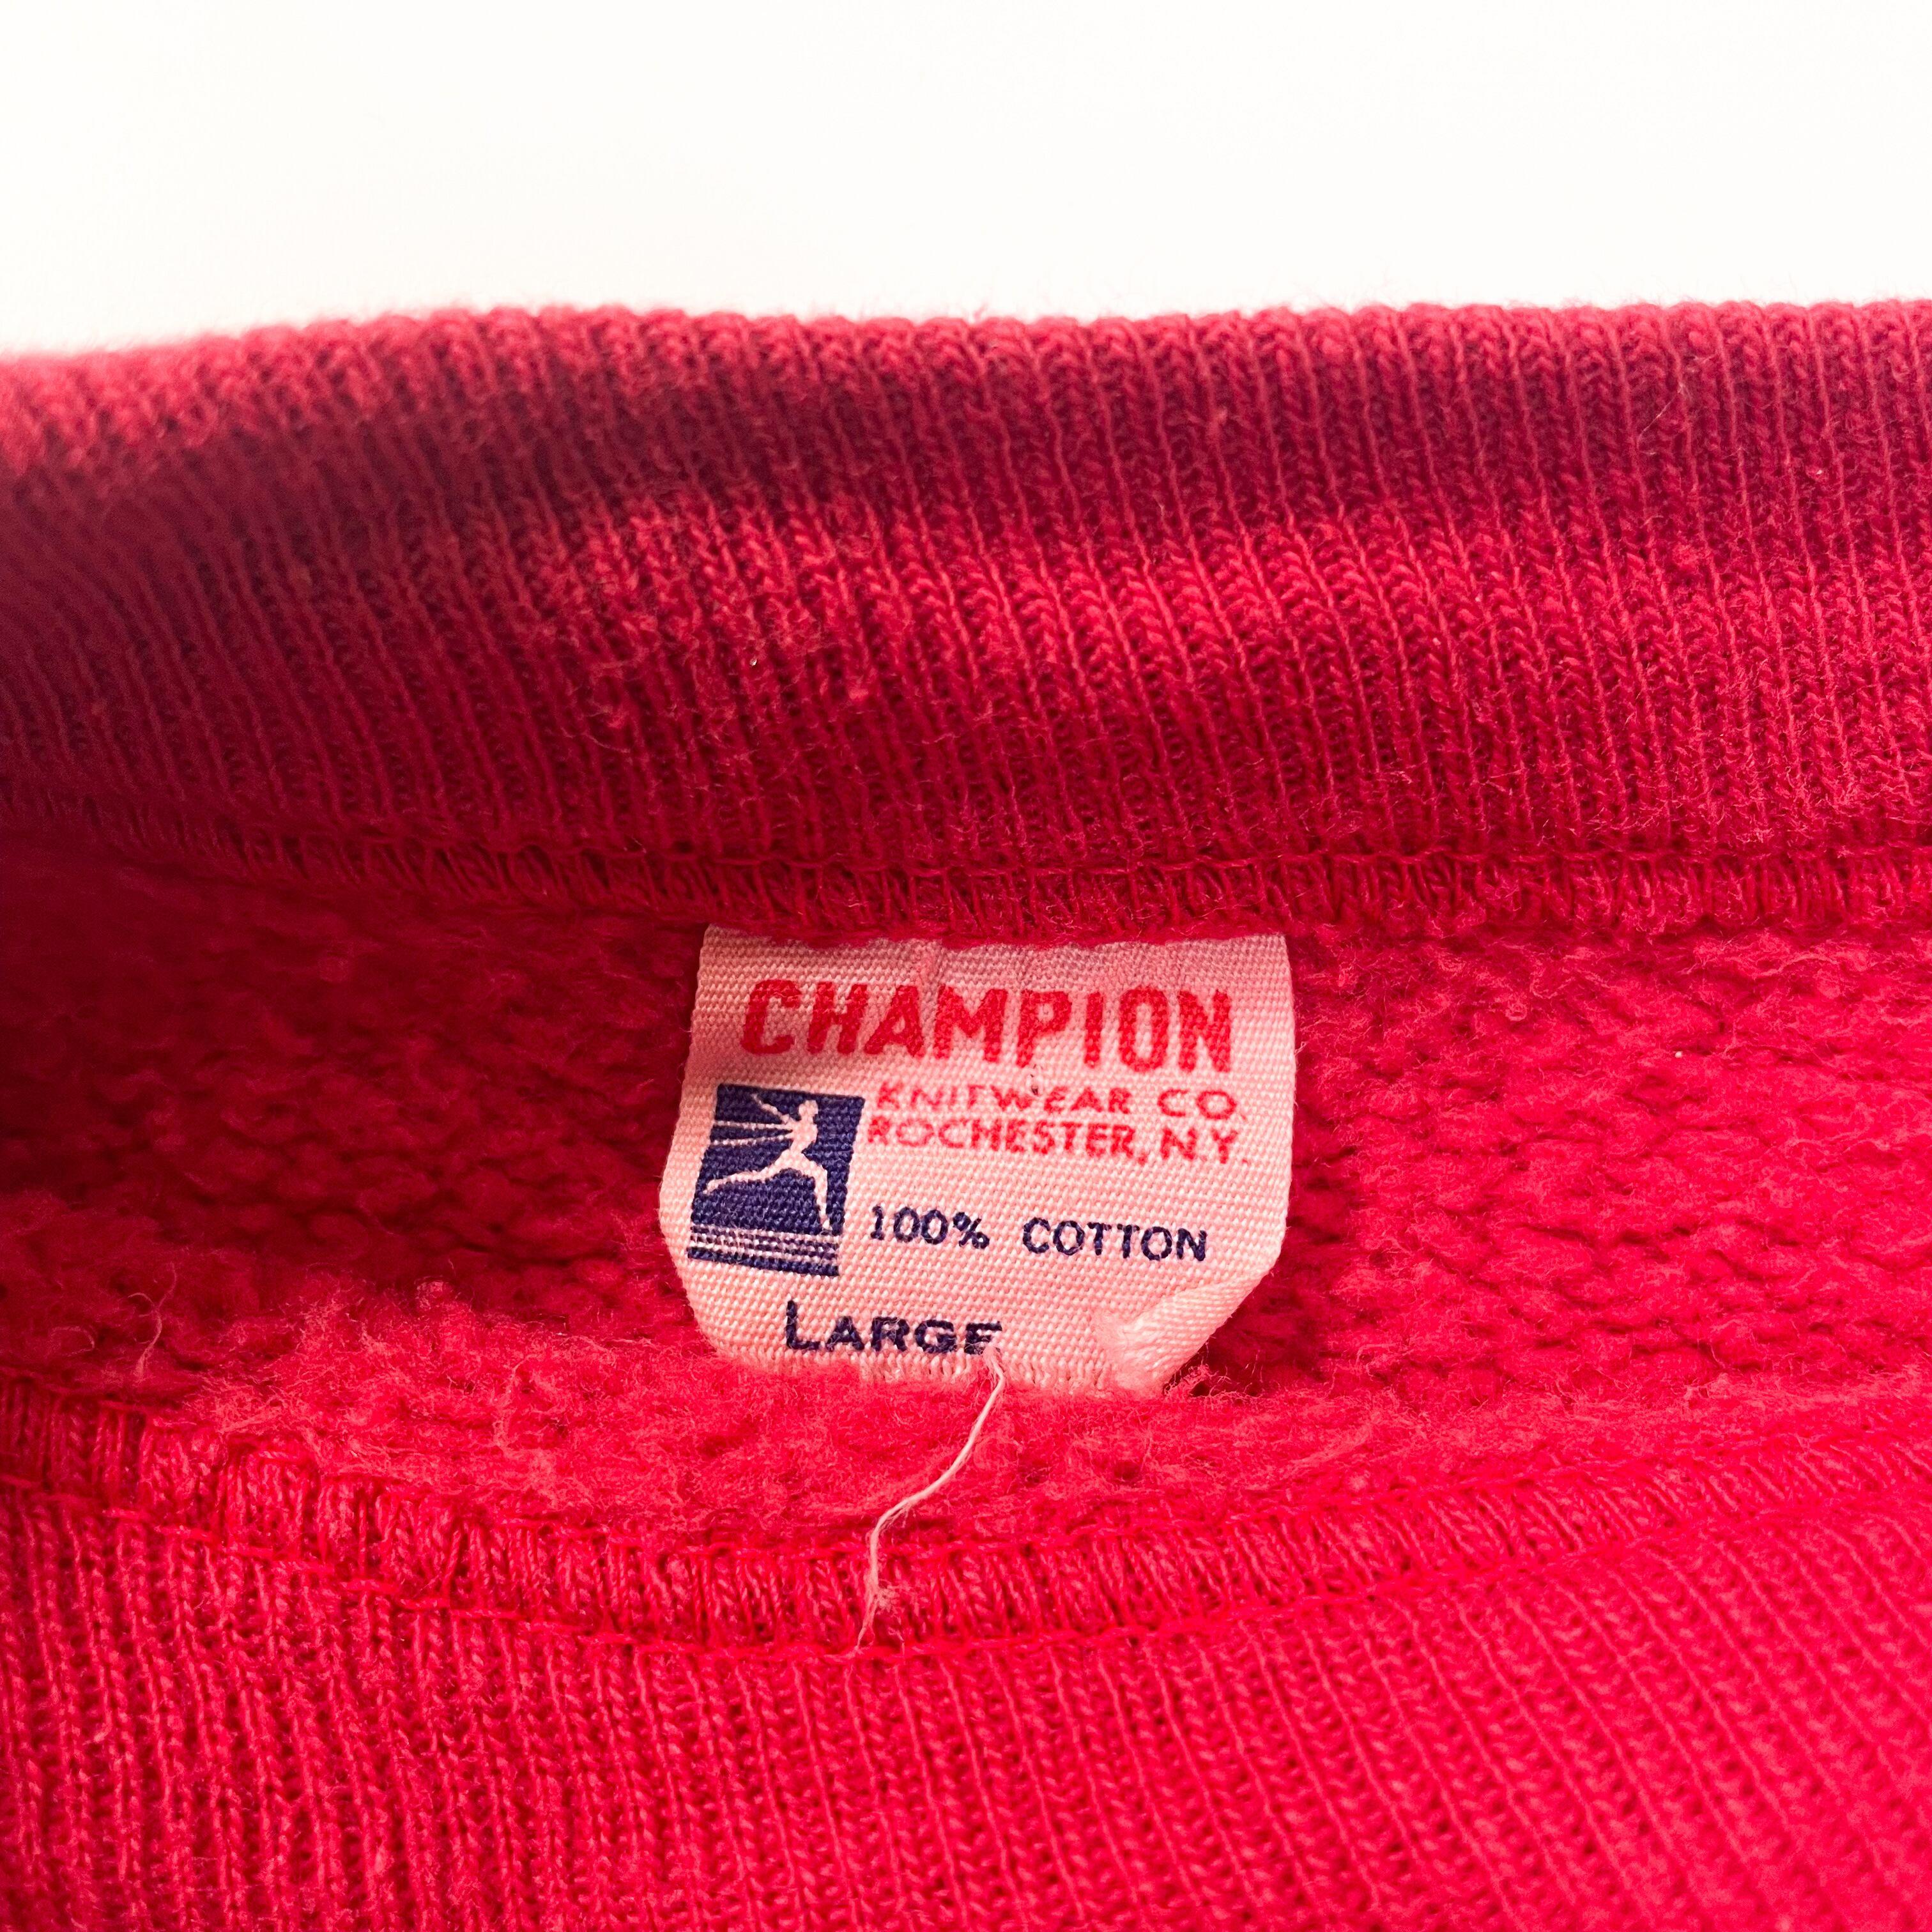 CHAMPION
KNITWEAR CO.
ROCHESTER, N.Y.
100% COTTON
LARGE